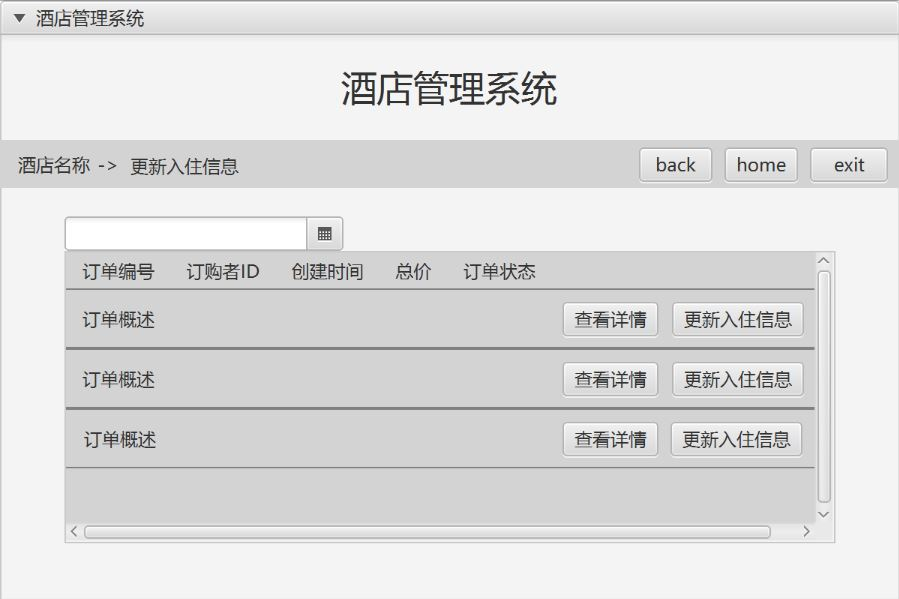 酒店管理系统
酒店管理系统
酒店名称 -> 更新入住信息 back home exit
订单编号 订购者ID 创建时间 总价 订单状态
订单概述 查看详情 更新入住信息
订单概述 查看详情 更新入住信息
订单概述 查看详情 更新入住信息